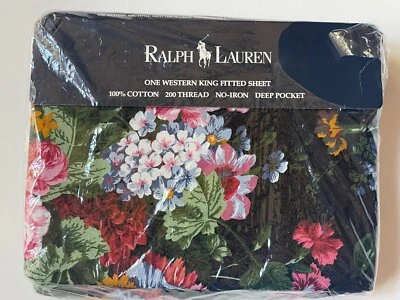 RALPH LAUREN
ONE WESTERN KING FITTED SHEET
100% COTTON 200 THREAD NO-IRON DEEP POCKET